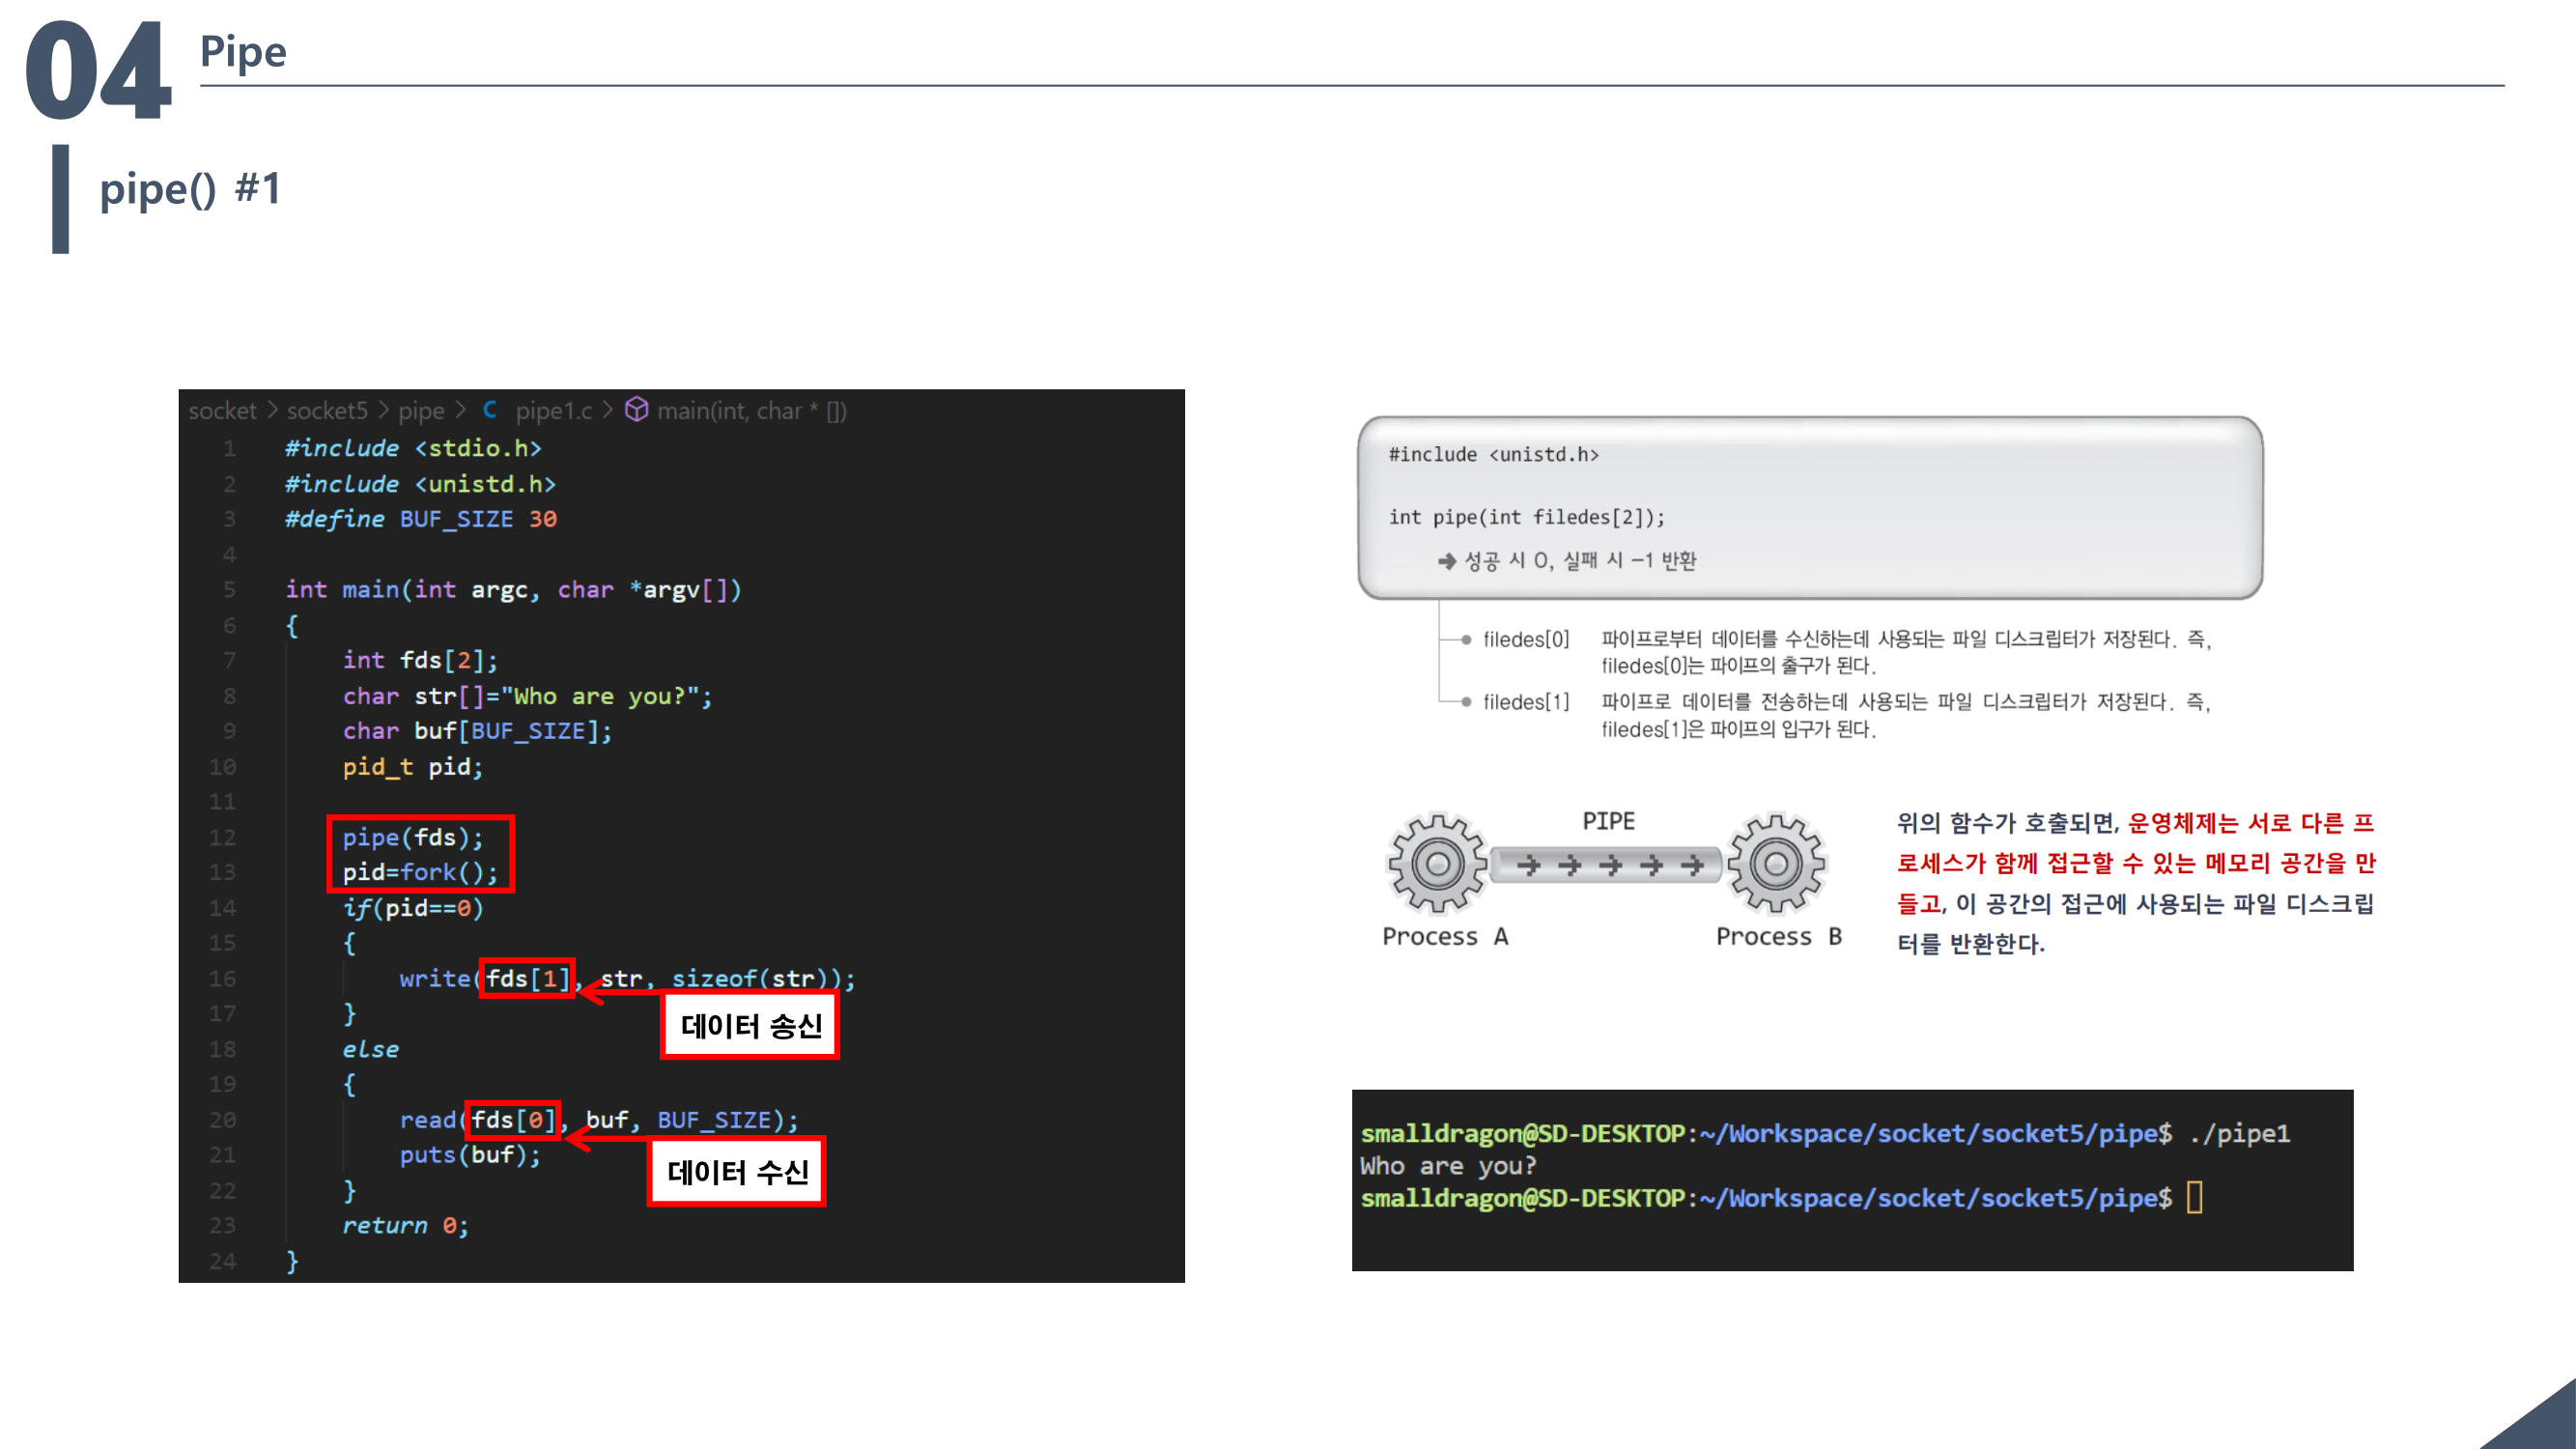 04
Pipe
pipe() #1
socket > socket5 > pipe > C pipe1.c > main(int, char * [])
1 #include <stdio.h>
2 #include <unistd.h>
3 #define BUF_SIZE 30
4
5 int main(int argc, char *argv[])
6 {
7 int fds[2];
8 char str[]="Who are you?";
9 char buf[BUF_SIZE];
10 pid_t pid;
11
12 pipe(fds);
13 pid=fork();
14 if(pid==0)
15 {
16 write(fds[1], str, sizeof(str));
데이터 송신
17 }
18 else
19 {
20 read(fds[0], buf, BUF_SIZE);
데이터 수신
21 puts(buf);
22 }
23 return 0;
24 }
#include <unistd.h>
int pipe(int filedes[2]);
➔ 성공 시 0, 실패 시 –1 반환
filedes[0] 파이프로부터 데이터를 수신하는데 사용되는 파일 디스크립터가 저장된다. 즉,
filedes[0]는 파이프의 출구가 된다.
filedes[1] 파이프로 데이터를 전송하는데 사용되는 파일 디스크립터가 저장된다. 즉,
filedes[1]은 파이프의 입구가 된다.
PIPE
Process A
Process B
위의 함수가 호출되면, 운영체제는 서로 다른 프
로세스가 함께 접근할 수 있는 메모리 공간을 만
들고, 이 공간의 접근에 사용되는 파일 디스크립
터를 반환한다.
smalldragon@SD-DESKTOP:~/Workspace/socket/socket5/pipe$ ./pipe1
Who are you?
smalldragon@SD-DESKTOP:~/Workspace/socket/socket5/pipe$